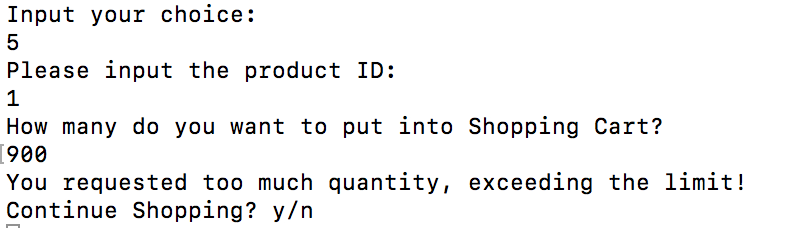 Input your choice:
5
Please input the product ID:
1
How many do you want to put into Shopping Cart?
900
You requested too much quantity, exceeding the limit!
Continue Shopping? y/n